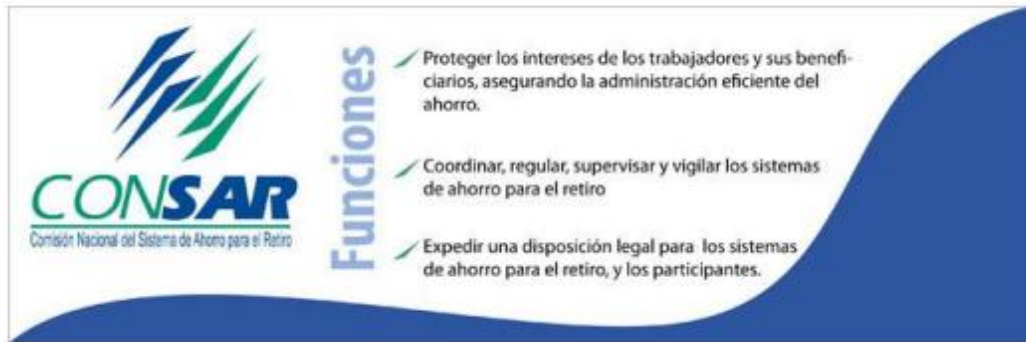 CONSAR
Comisión Nacional del Sistema de Ahorro para el Retiro
Funciones
Proteger los intereses de los trabajadores y sus benefi-
ciarios, asegurando la administración eficiente del
ahorro.
Coordinar, regular, supervisar y vigilar los sistemas
de ahorro para el retiro
Expedir una disposición legal para los sistemas
de ahorro para el retiro, y los participantes.